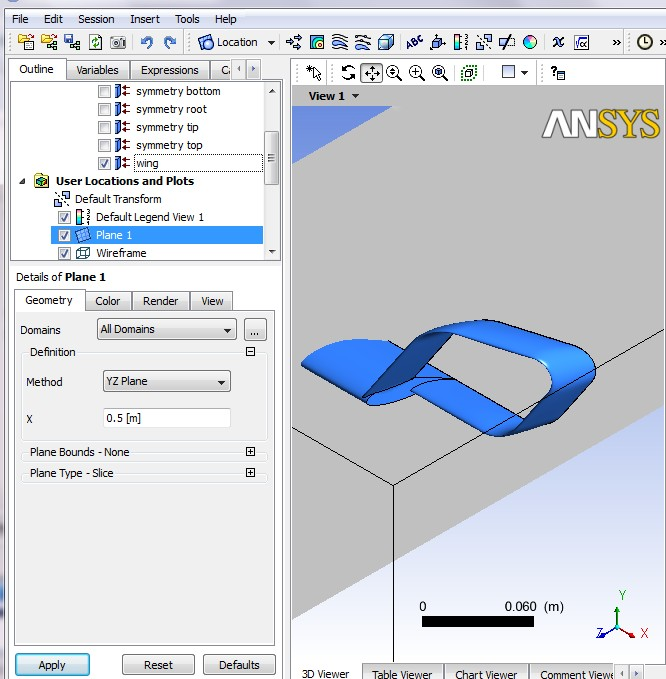 File Edit Session Insert Tools Help
Location
ABC
Outline Variables Expressions
symmetry bottom
symmetry root
symmetry tip
symmetry top
wing
User Locations and Plots
Default Transform
Default Legend View 1
Plane 1
Wireframe
Details of Plane 1
Geometry Color Render View
Domains All Domains ...
Definition
Method YZ Plane
X 0.5 [m]
Plane Bounds - None
Plane Type - Slice
Apply Reset Defaults
View 1
ANSYS
0 0.060 (m)
Y
Z X
3D Viewer Table Viewer Chart Viewer Comment Viewe